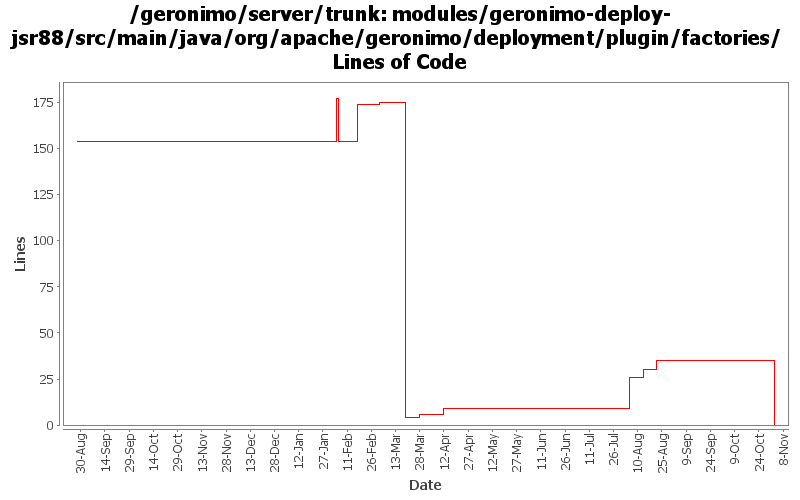 /geronimo/server/trunk: modules/geronimo-deploy-
jsr88/src/main/java/org/apache/geronimo/deployment/plugin/factories/
Lines of Code
175
150
125
100
75
50
25
0
Lines
30-Aug
14-Sep
29-Sep
14-Oct
29-Oct
13-Nov
28-Nov
13-Dec
28-Dec
12-Jan
27-Jan
11-Feb
26-Feb
13-Mar
28-Mar
12-Apr
27-Apr
12-May
27-May
11-Jun
26-Jun
11-Jul
26-Jul
10-Aug
25-Aug
9-Sep
24-Sep
9-Oct
24-Oct
8-Nov
Date